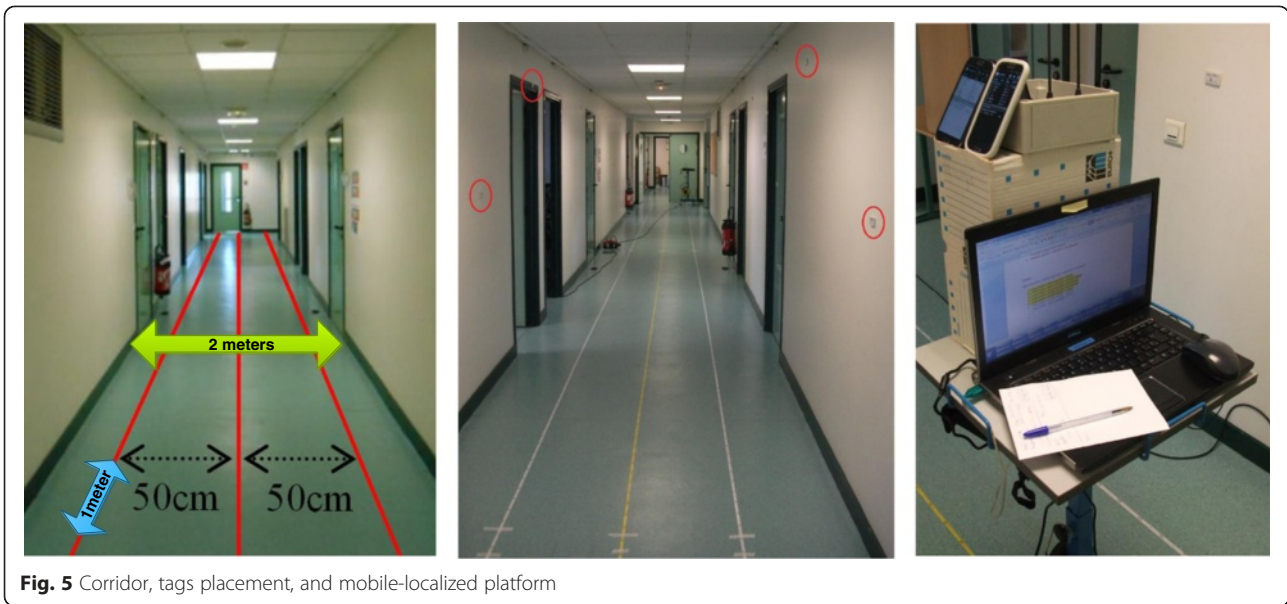 2 meters
50cm 50cm
1meter
Fig. 5 Corridor, tags placement, and mobile-localized platform